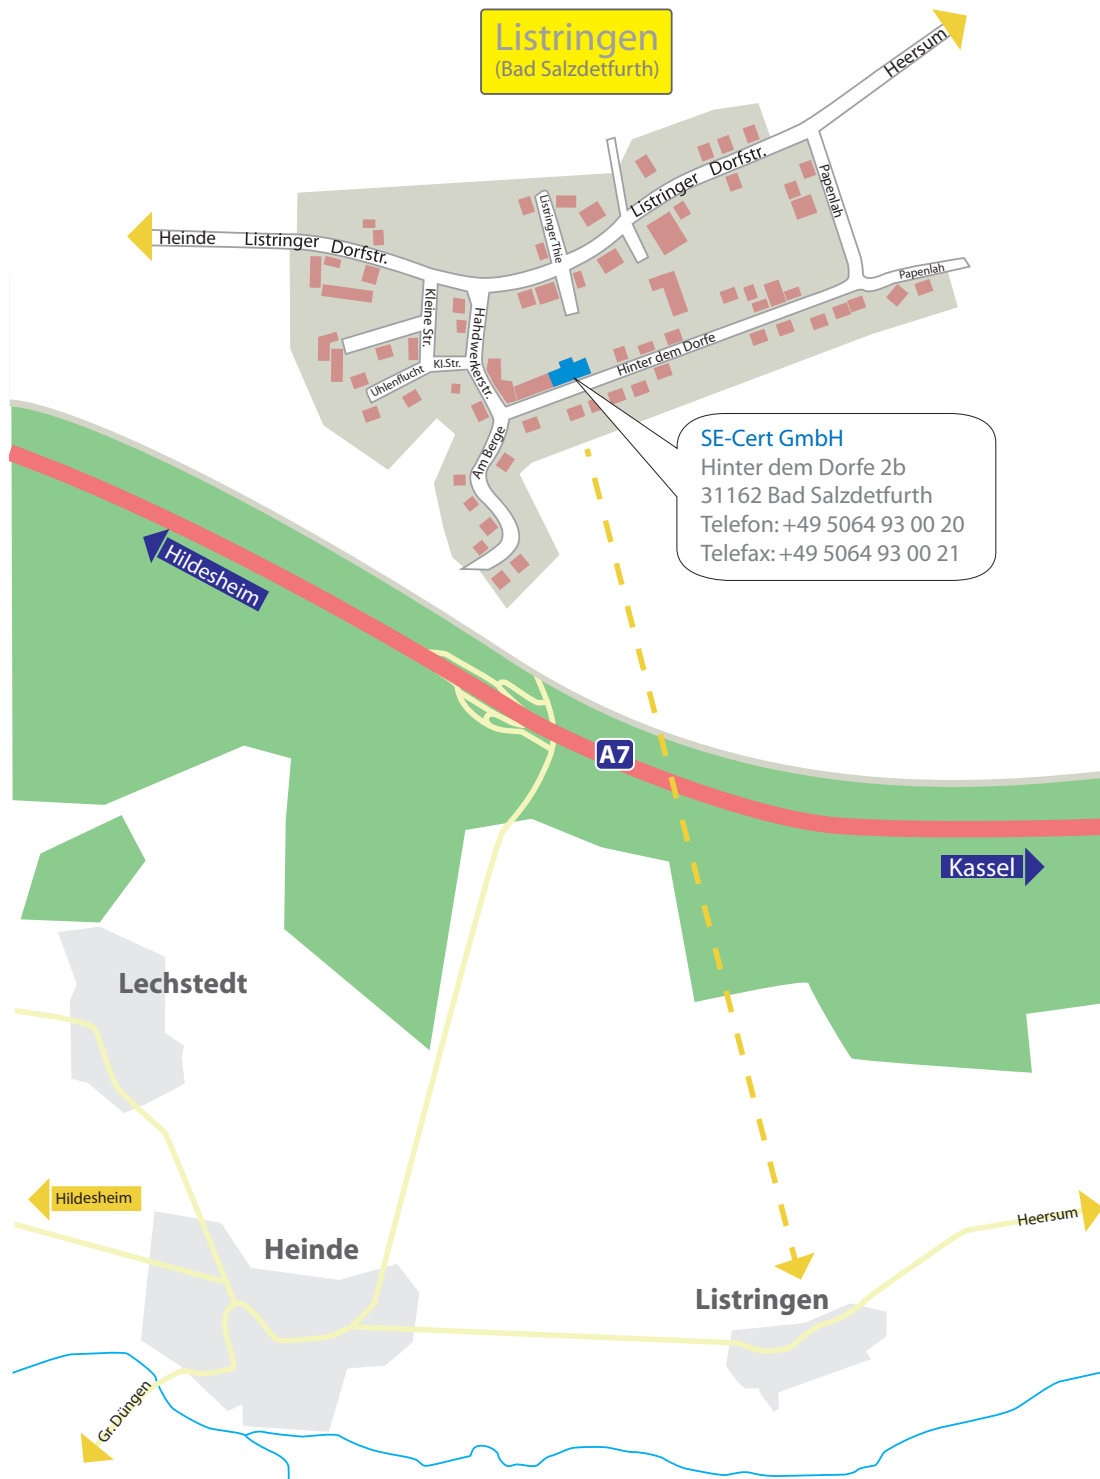 Listringen
(Bad Salzdetfurth)
Heersum
Listringer Dorfstr.
Papenlah
Listringer Thie
Heinde
Listringer Dorfstr.
Papenlah
Kleine Str.
Hahdwerkerstr.
Hinter dem Dorfe
Kl.Str.
Uhlenflucht
Am Berge
SE-Cert GmbH
Hinter dem Dorfe 2b
31162 Bad Salzdetfurth
Telefon: +49 5064 93 00 20
Telefax: +49 5064 93 00 21
Hildesheim
A7
Kassel
Lechstedt
Hildesheim
Heersum
Heinde
Listringen
Gr.Düngen